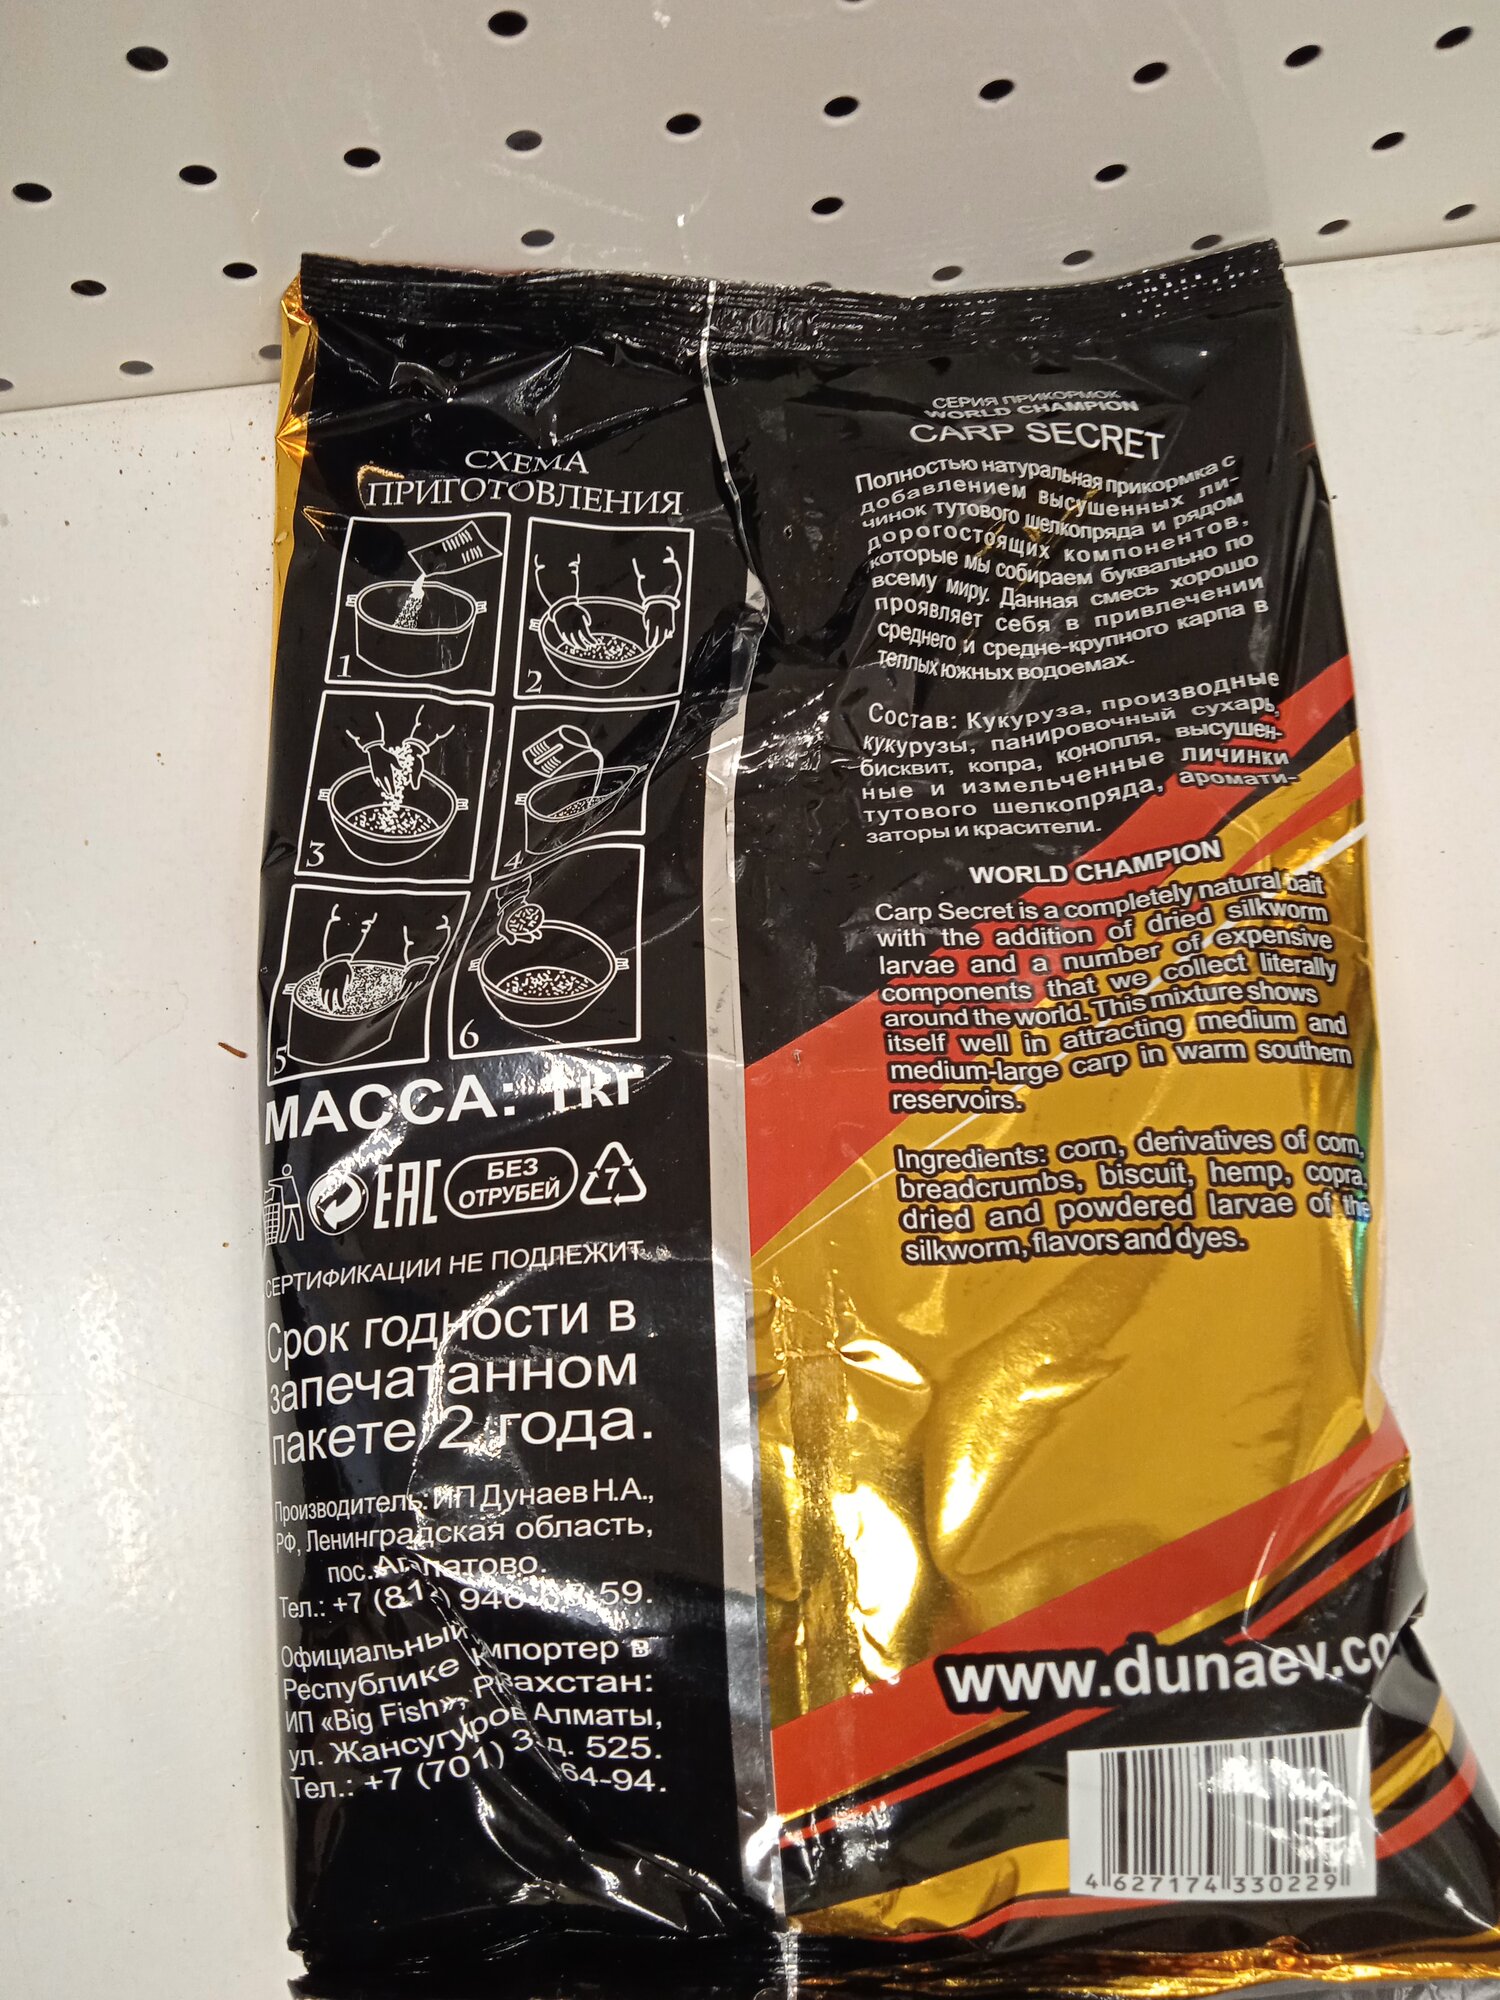 СХЕМА
ПРИГОТОВЛЕНИЯ
1
2
3
4
5
6
МАССА: 1кг
ЕАС
БЕЗ
ОТРУБЕЙ
7
СЕРТИФИКАЦИИ НЕ ПОДЛЕЖИТ
Срок годности в
запечатанном
пакете 2 года.
Производитель: ИП Дунаев Н.А.,
РФ, Ленинградская область,
пос.
Тел.: +7 59.
Официальный импортер в
Республике
ИП «Big Fish», Алматы,
ул. д. 525.
Тел.: +7 (701) 64-94.
СЕРИЯ ПРИКОРМОК
WORLD CHAMPION
CARP SECRET
Полностью натуральная прикормка с
добавлением высушенных ли-
чинок тутового шелкопряда и рядом
дорогостоящих компонентов,
которые мы собираем буквально по
всему миру. Данная смесь хорошо
проявляет себя в привлечении
среднего и средне-крупного карпа в
теплых южных водоемах.
Состав: Кукуруза, производные
кукурузы, панировочный сухарь,
бисквит, копра, конопля, высушен-
ные и измельченные личинки
тутового шелкопряда, аромати-
заторы и красители.
WORLD CHAMPION
Carp Secret is a completely natural bait
with the addition of dried silkworm
larvae and a number of expensive
components that we collect literally
around the world. This mixture shows
itself well in attracting medium and
medium-large carp in warm southern
reservoirs.
Ingredients: corn, derivatives of corn,
breadcrumbs, biscuit, hemp, copra,
dried and powdered larvae of the
silkworm, flavors and dyes.
www.dunaev.co
4 627174 330229